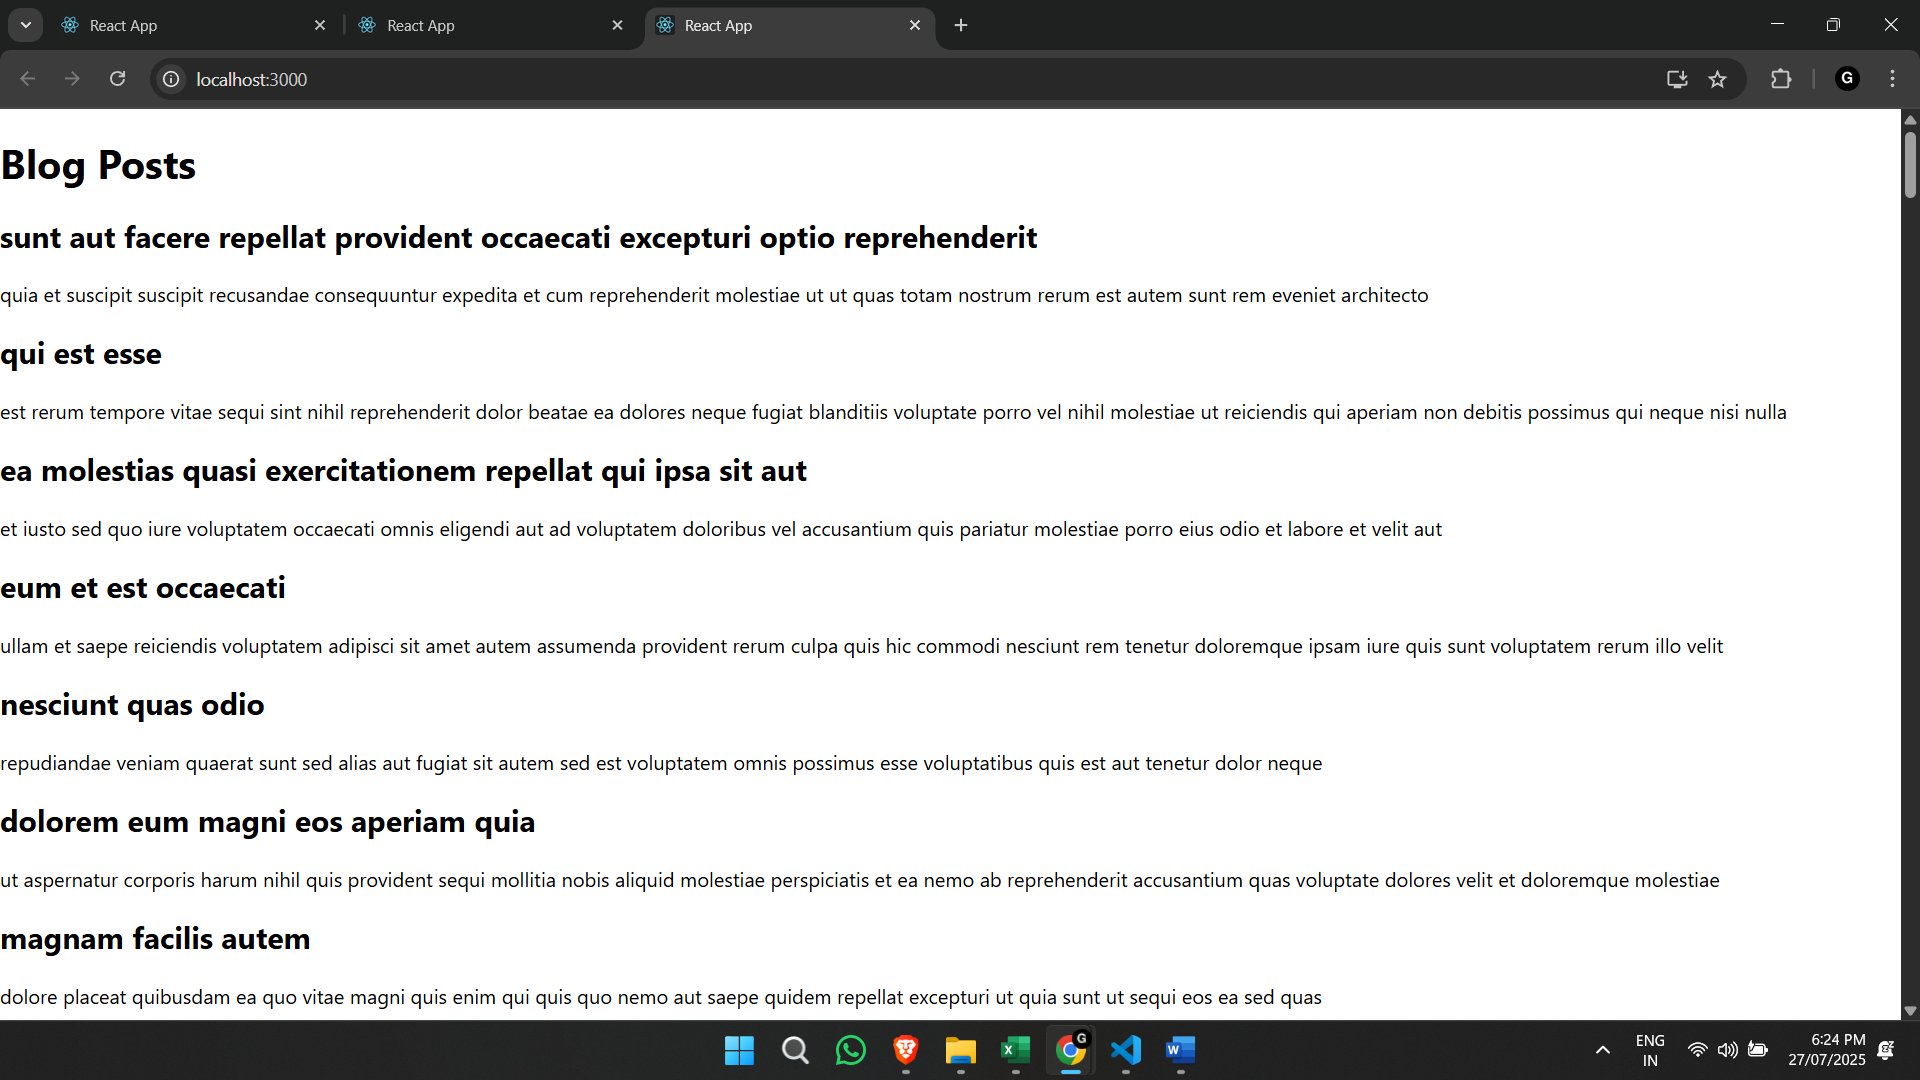 React App
React App
React App
localhost:3000
G
Blog Posts
sunt aut facere repellat provident occaecati excepturi optio reprehenderit
quia et suscipit suscipit recusandae consequuntur expedita et cum reprehenderit molestiae ut ut quas totam nostrum rerum est autem sunt rem eveniet architecto
qui est esse
est rerum tempore vitae sequi sint nihil reprehenderit dolor beatae ea dolores neque fugiat blanditiis voluptate porro vel nihil molestiae ut reiciendis qui aperiam non debitis possimus qui neque nisi nulla
ea molestias quasi exercitationem repellat qui ipsa sit aut
et iusto sed quo iure voluptatem occaecati omnis eligendi aut ad voluptatem doloribus vel accusantium quis pariatur molestiae porro eius odio et labore et velit aut
eum et est occaecati
ullam et saepe reiciendis voluptatem adipisci sit amet autem assumenda provident rerum culpa quis hic commodi nesciunt rem tenetur doloremque ipsam iure quis sunt voluptatem rerum illo velit
nesciunt quas odio
repudiandae veniam quaerat sunt sed alias aut fugiat sit autem sed est voluptatem omnis possimus esse voluptatibus quis est aut tenetur dolor neque
dolorem eum magni eos aperiam quia
ut aspernatur corporis harum nihil quis provident sequi mollitia nobis aliquid molestiae perspiciatis et ea nemo ab reprehenderit accusantium quas voluptate dolores velit et doloremque molestiae
magnam facilis autem
dolore placeat quibusdam ea quo vitae magni quis enim qui quis quo nemo aut saepe quidem repellat excepturi ut quia sunt ut sequi eos ea sed quas
X
G
W
ENG
IN
6:24 PM
27/07/2025